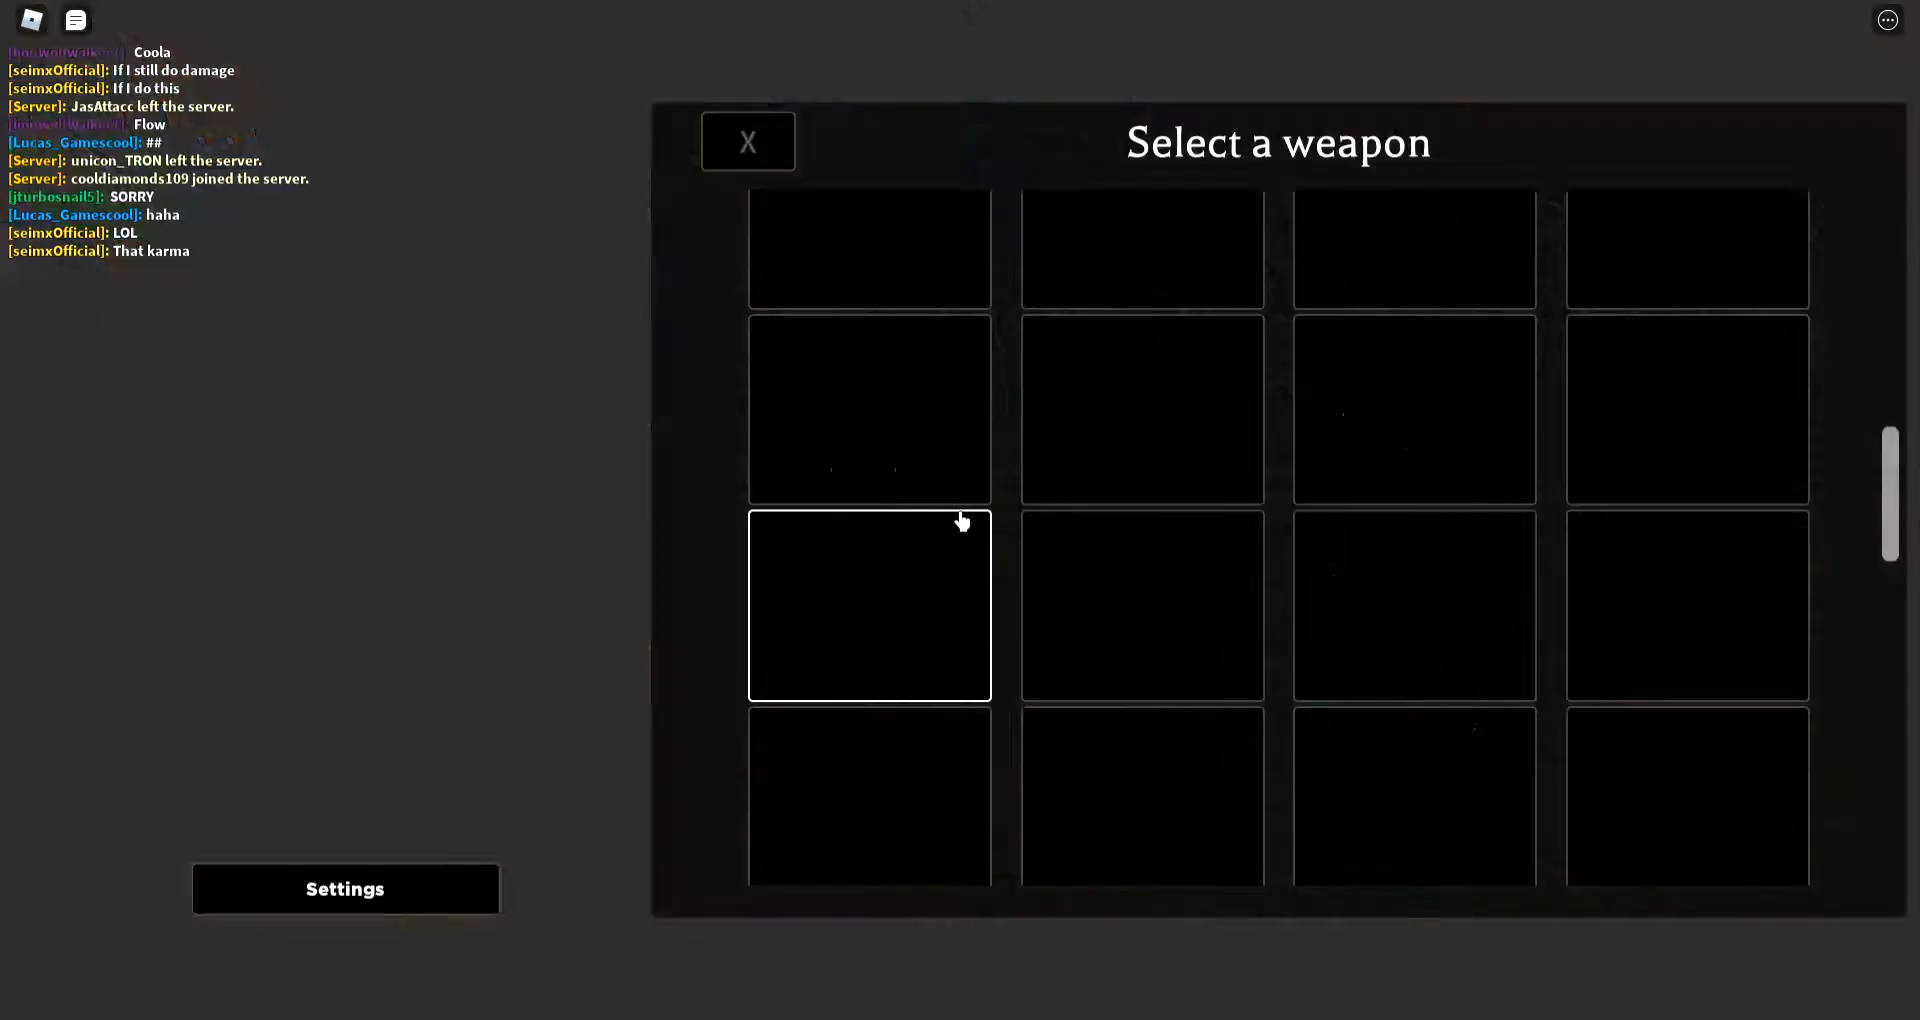 Coola
[seimxOfficial]: If I still do damage
[seimxOfficial]: If I do this
[Server]: JasAttacc left the server.
Flow
[Lucas_Gamescool]: ##
[Server]: unicon_TRON left the server.
[Server]: cooldiamonds109 joined the server.
[jturbosnail5]: SORRY
[Lucas_Gamescool]: haha
[seimxOfficial]: LOL
[seimxOfficial]: That karma
X
Select a weapon
Settings